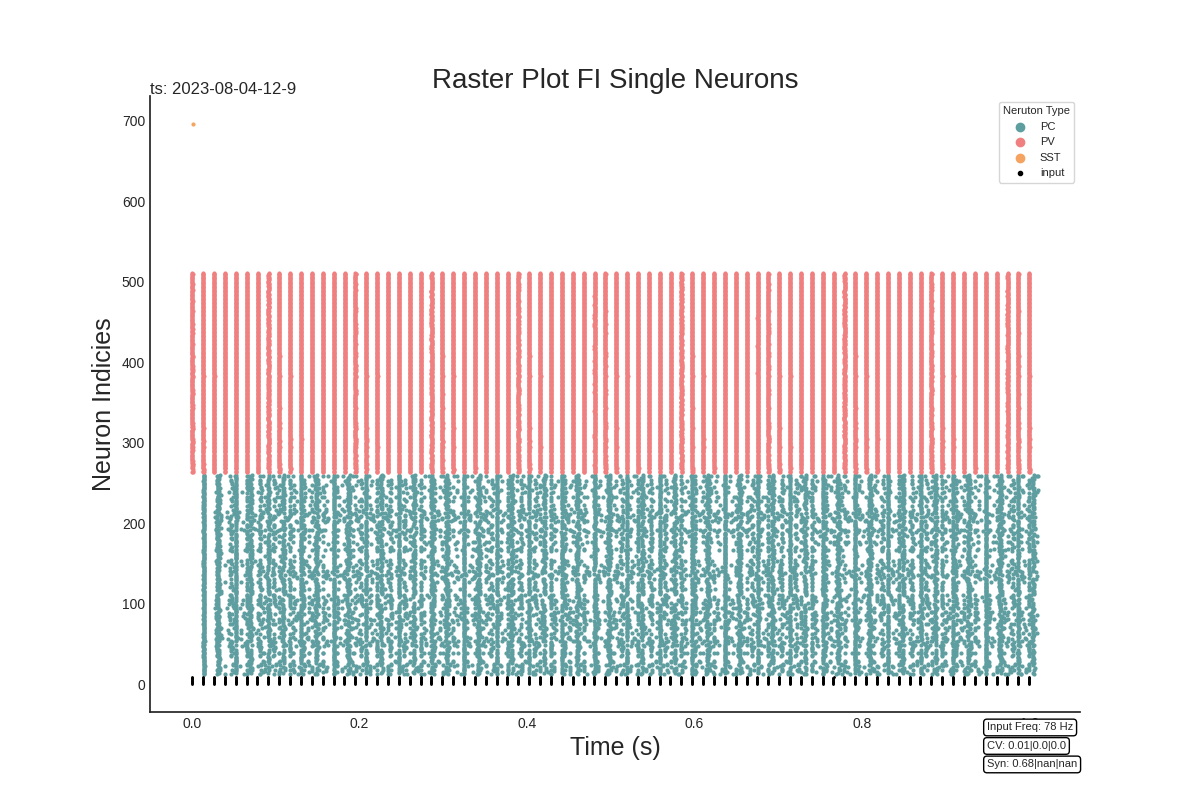 Raster Plot FI Single Neurons
ts: 2023-08-04-12-9
Neruton Type
PC
PV
SST
input
700
600
500
400
300
200
100
0
Neuron Indicies
0.0 0.2 0.4 0.6 0.8
Time (s)
Input Freq: 78 Hz
CV: 0.01|0.0|0.0
Syn: 0.68|nan|nan